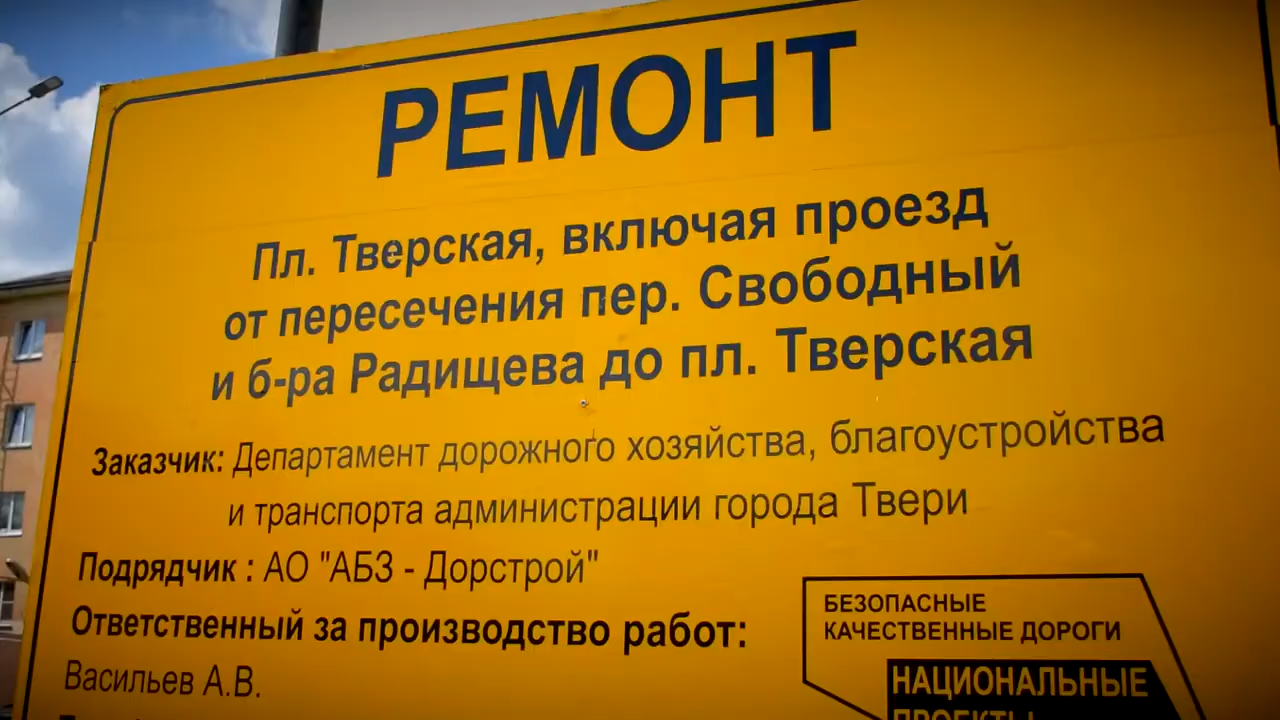 РЕМОНТ
Пл. Тверская, включая проезд
от пересечения пер. Свободный
и б-ра Радищева до пл. Тверская
Заказчик: Департамент дорожного хозяйства, благоустройства
и транспорта администрации города Твери
Подрядчик : АО "АБЗ - Дорстрой"
Ответственный за производство работ:
Васильев А.В.
БЕЗОПАСНЫЕ
КАЧЕСТВЕННЫЕ ДОРОГИ
НАЦИОНАЛЬНЫЕ
ПРОЕКТЫ